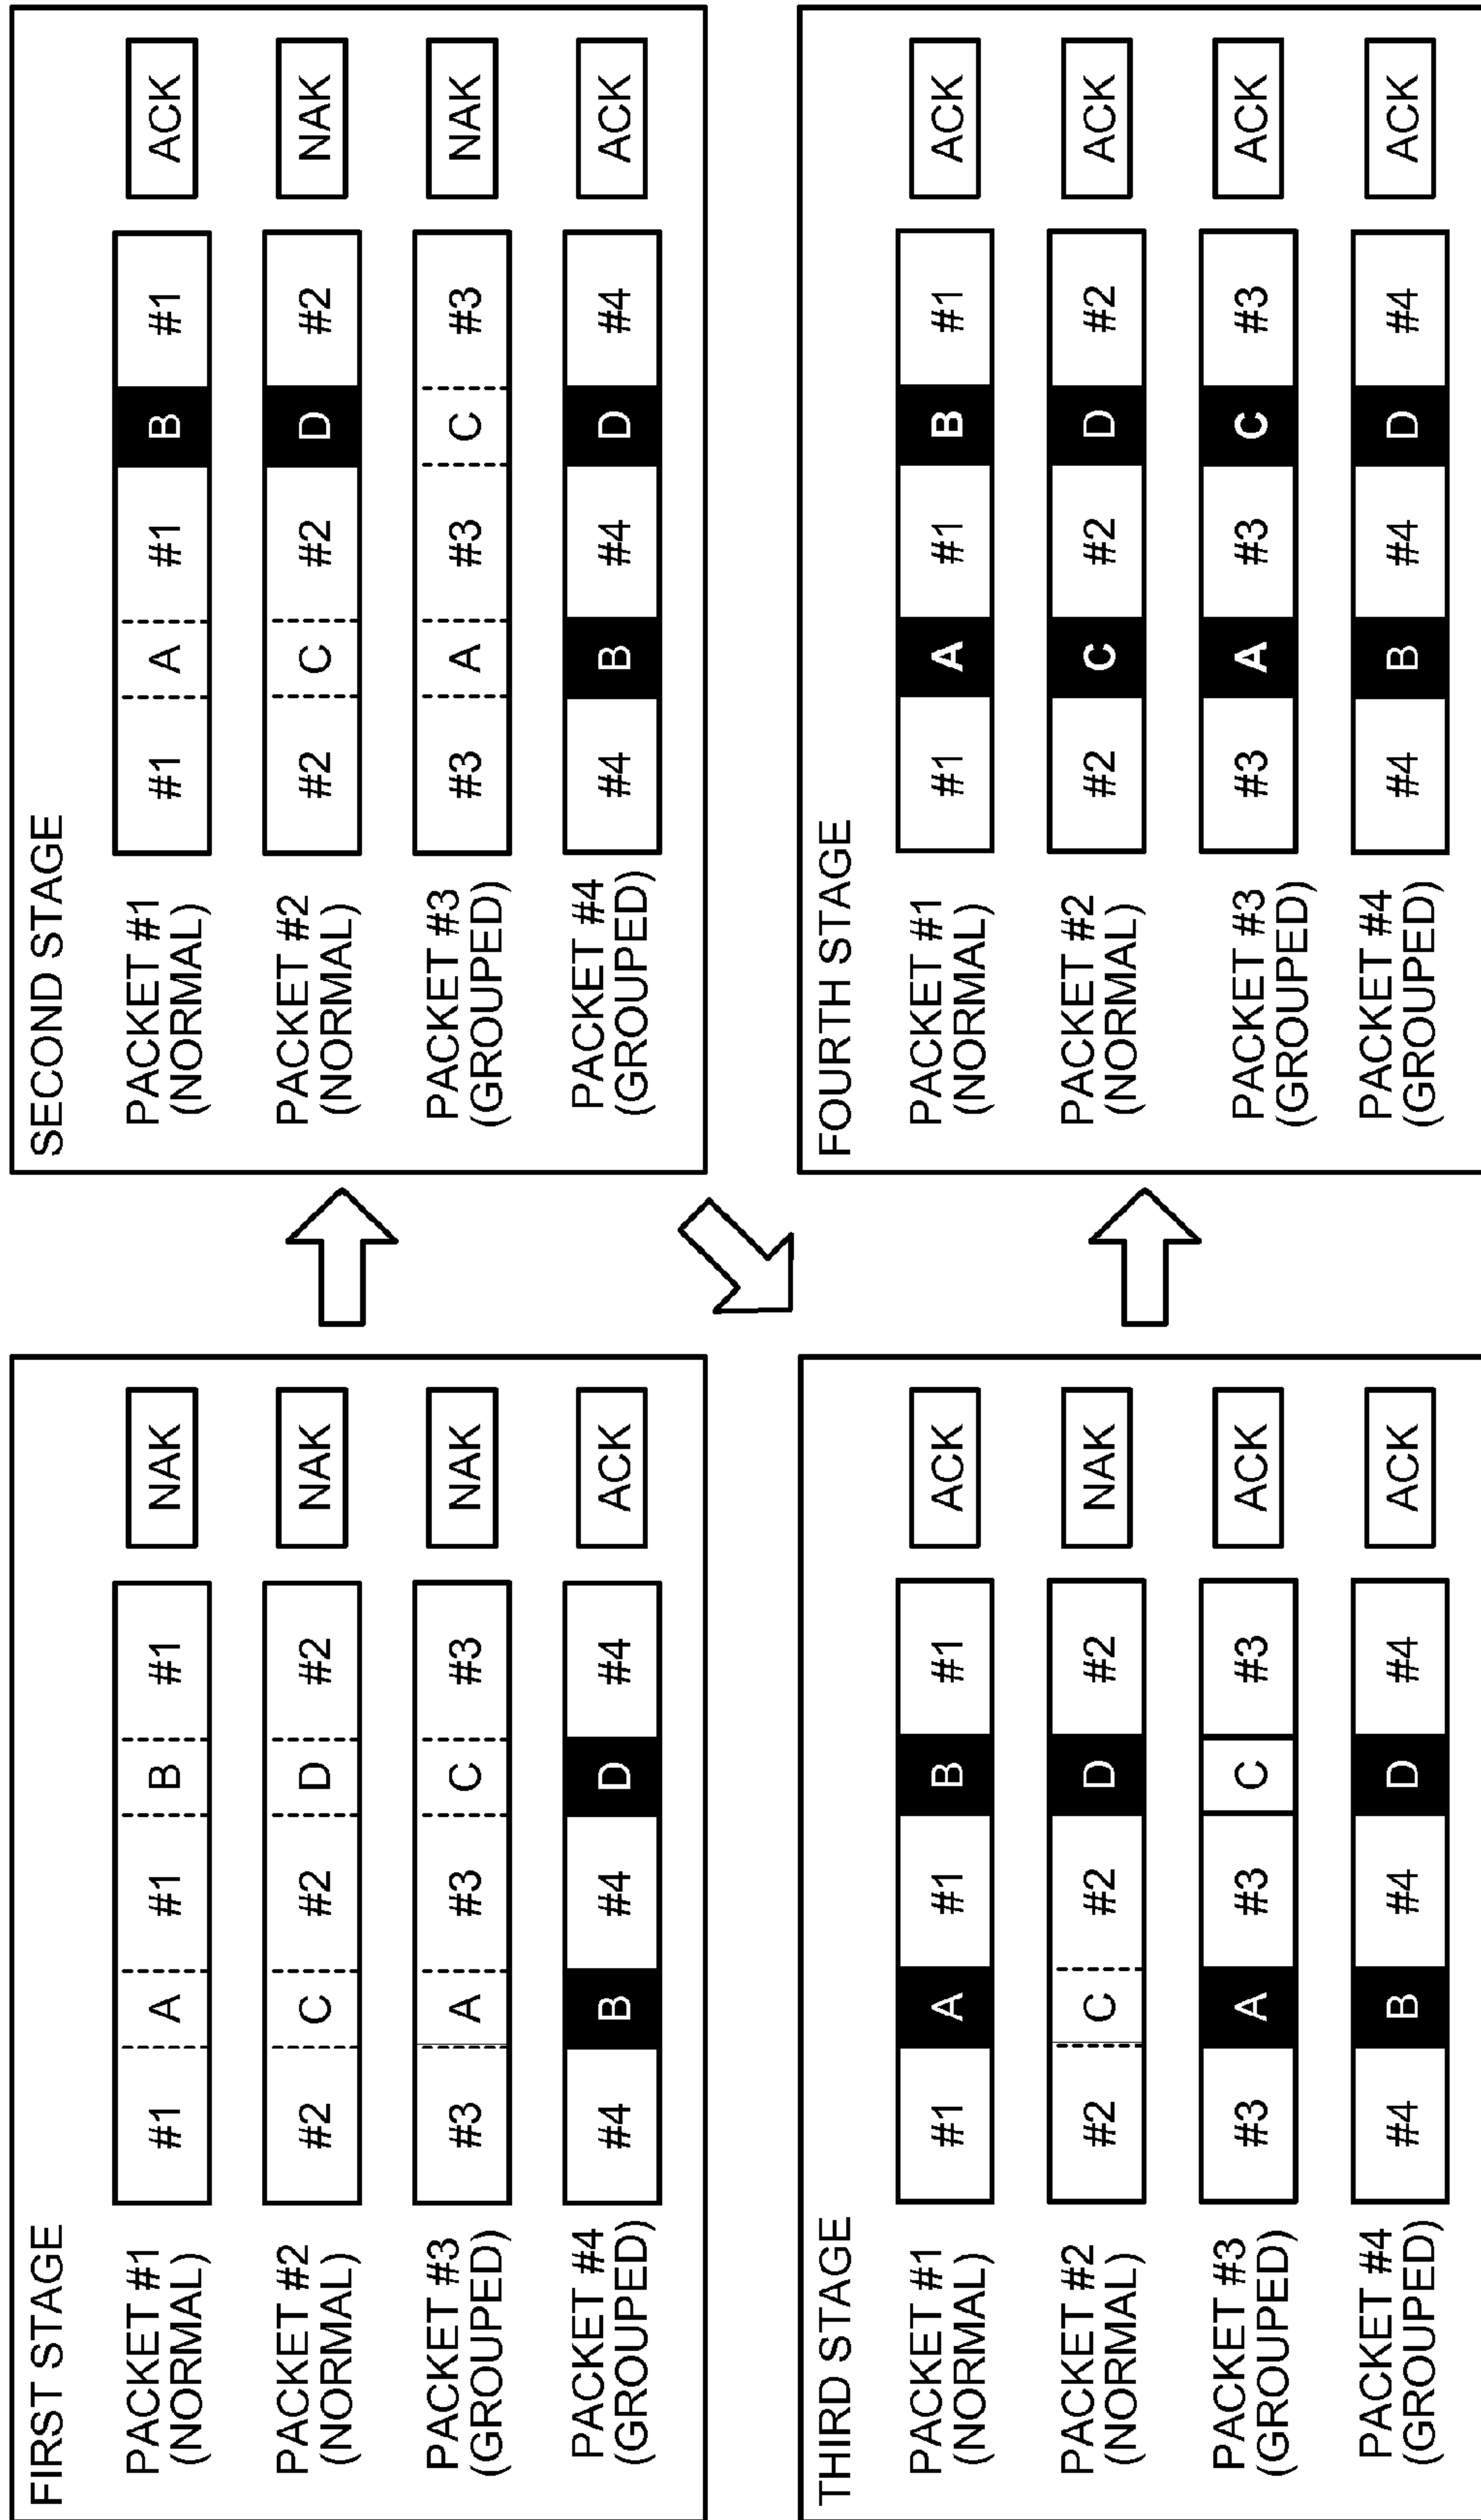 FIRST STAGE
PACKET #1
(NORMAL)
#1 A #1 B #1
NAK
PACKET #2
(NORMAL)
#2 C #2 D #2
NAK
PACKET #3
(GROUPED)
#3 A #3 C #3
NAK
PACKET #4
(GROUPED)
#4 B #4 D #4
ACK
SECOND STAGE
PACKET #1
(NORMAL)
#1 A #1 B #1
ACK
PACKET #2
(NORMAL)
#2 C #2 D #2
NAK
PACKET #3
(GROUPED)
#3 A #3 C #3
NAK
PACKET #4
(GROUPED)
#4 B #4 D #4
ACK
THIRD STAGE
PACKET #1
(NORMAL)
#1 A #1 B #1
ACK
PACKET #2
(NORMAL)
#2 C #2 D #2
NAK
PACKET #3
(GROUPED)
#3 A #3 C #3
ACK
PACKET #4
(GROUPED)
#4 B #4 D #4
ACK
FOURTH STAGE
PACKET #1
(NORMAL)
#1 A #1 B #1
ACK
PACKET #2
(NORMAL)
#2 C #2 D #2
ACK
PACKET #3
(GROUPED)
#3 A #3 C #3
ACK
PACKET #4
(GROUPED)
#4 B #4 D #4
ACK